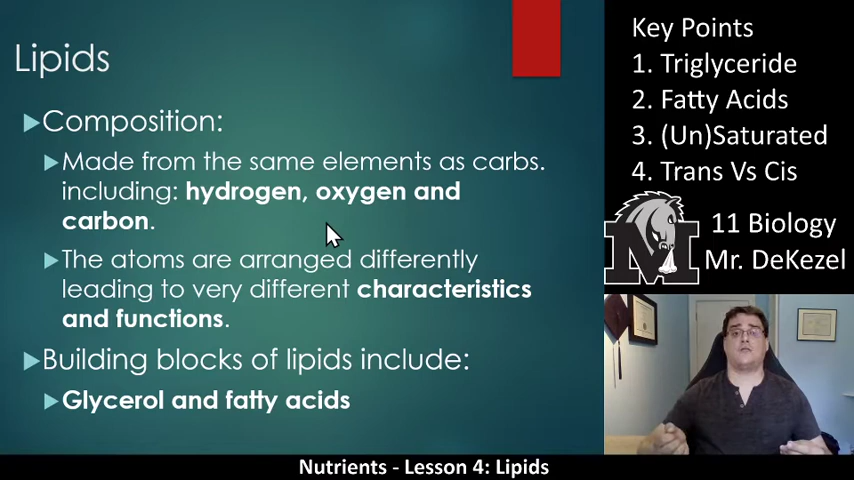 Lipids
Composition:
Made from the same elements as carbs.
including: hydrogen, oxygen and
carbon.
The atoms are arranged differently
leading to very different characteristics
and functions.
Building blocks of lipids include:
Glycerol and fatty acids
Key Points
1. Triglyceride
2. Fatty Acids
3. (Un)Saturated
4. Trans Vs Cis
M
11 Biology
Mr. DeKezel
Nutrients - Lesson 4: Lipids